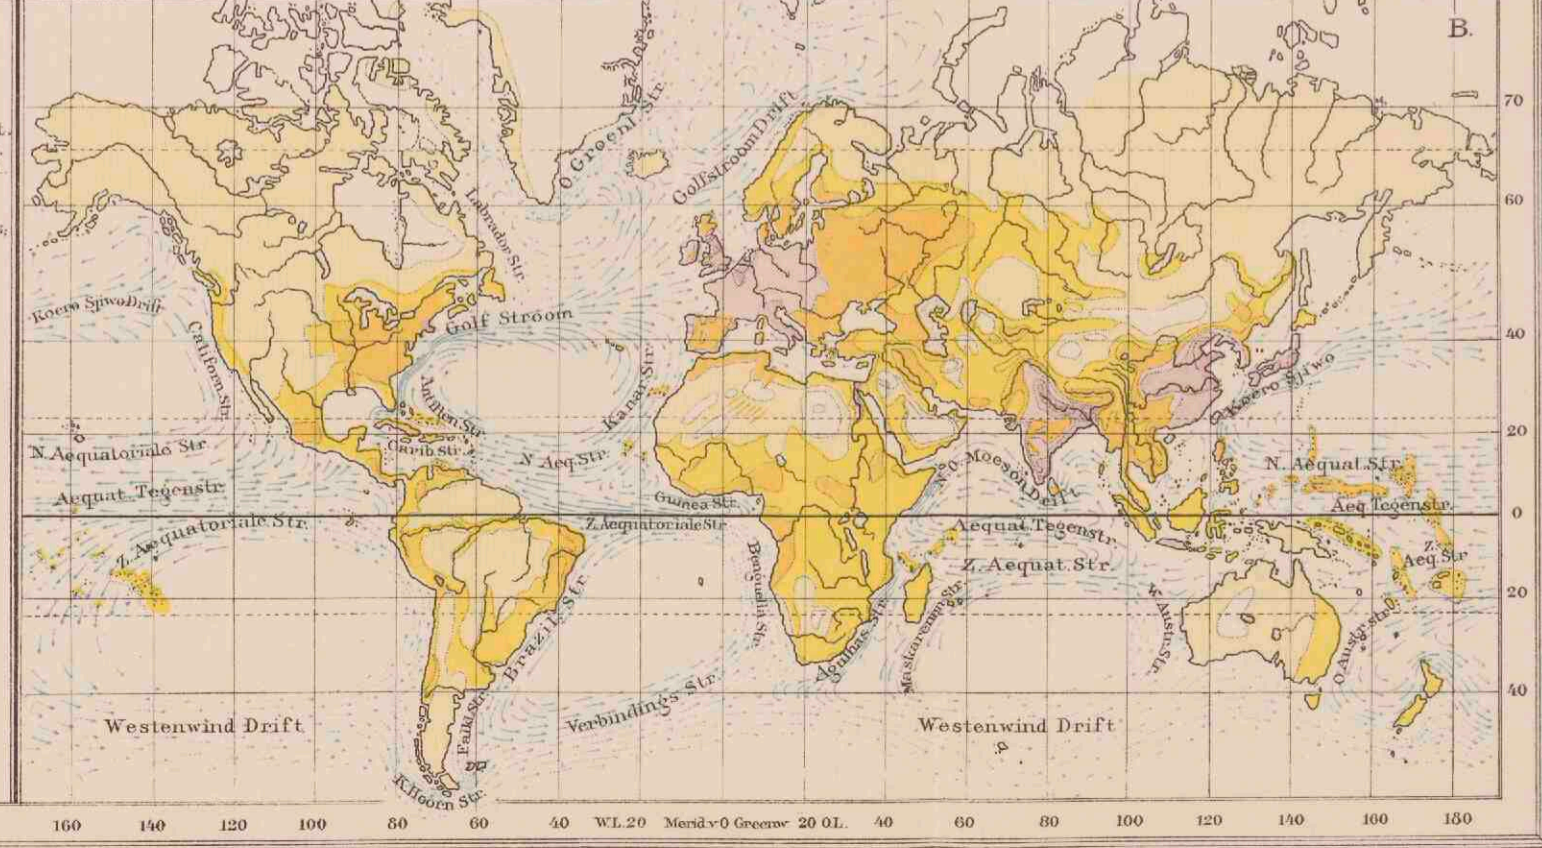 B.
70
O. Groenl. Str.
Golfstroom Drift
60
Labrador Str.
Koero Sjiwo Drift
Californ. Str.
Golf Stroom
40
Kanar. Str.
Koero Sjiwo
Antillen Str.
Carib. Str.
20
N. Aequatoriale Str.
N. Aeq. Str.
N.O. Moeson Drift
N. Aequat. Str.
Aequat. Tegenstr.
Guinea Str.
Aeq. Tegenstr.
0
Z. Aequatoriale Str.
Z. Aequatoriale Str.
Aequat. Tegenstr.
Z. Aeq. Str.
Z. Aequat. Str.
Benguella Str.
20
Brazil. Str.
Agulhas Str.
Maskarenen Str.
W. Austr. Str.
O. Austr. Str.
40
Verbindings Str.
Westenwind Drift
Falkl. Str.
Westenwind Drift
K. Hoorn Str.
160 140 120 100 80 60 40 W.L. 20 Merid. v 0 Greenw. 20 O.L. 40 60 80 100 120 140 160 180